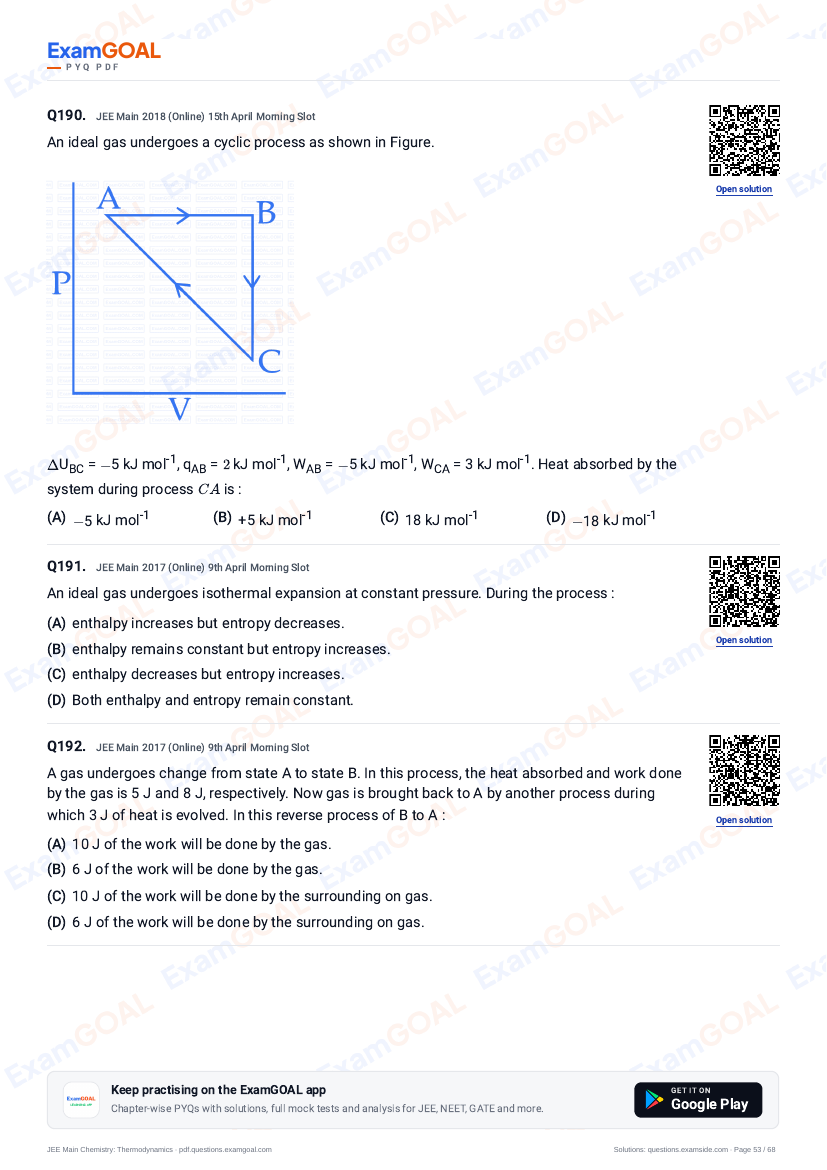 ExamGOAL
PYQ PDF
Q190. JEE Main 2018 (Online) 15th April Morning Slot
An ideal gas undergoes a cyclic process as shown in Figure.
Open solution
A
B
P
C
V
ΔU_BC = −5 kJ mol⁻¹, q_AB = 2 kJ mol⁻¹, W_AB = −5 kJ mol⁻¹, W_CA = 3 kJ mol⁻¹. Heat absorbed by the
system during process CA is :
(A) −5 kJ mol⁻¹ (B) +5 kJ mol⁻¹ (C) 18 kJ mol⁻¹ (D) −18 kJ mol⁻¹
Q191. JEE Main 2017 (Online) 9th April Morning Slot
An ideal gas undergoes isothermal expansion at constant pressure. During the process :
Open solution
(A) enthalpy increases but entropy decreases.
(B) enthalpy remains constant but entropy increases.
(C) enthalpy decreases but entropy increases.
(D) Both enthalpy and entropy remain constant.
Q192. JEE Main 2017 (Online) 9th April Morning Slot
A gas undergoes change from state A to state B. In this process, the heat absorbed and work done
by the gas is 5 J and 8 J, respectively. Now gas is brought back to A by another process during
which 3 J of heat is evolved. In this reverse process of B to A :
Open solution
(A) 10 J of the work will be done by the gas.
(B) 6 J of the work will be done by the gas.
(C) 10 J of the work will be done by the surrounding on gas.
(D) 6 J of the work will be done by the surrounding on gas.
ExamGOAL
Keep practising on the ExamGOAL app
Chapter-wise PYQs with solutions, full mock tests and analysis for JEE, NEET, GATE and more.
GET IT ON
Google Play
JEE Main Chemistry: Thermodynamics · pdf.questions.examgoal.com
Solutions: questions.examside.com · Page 53 / 68